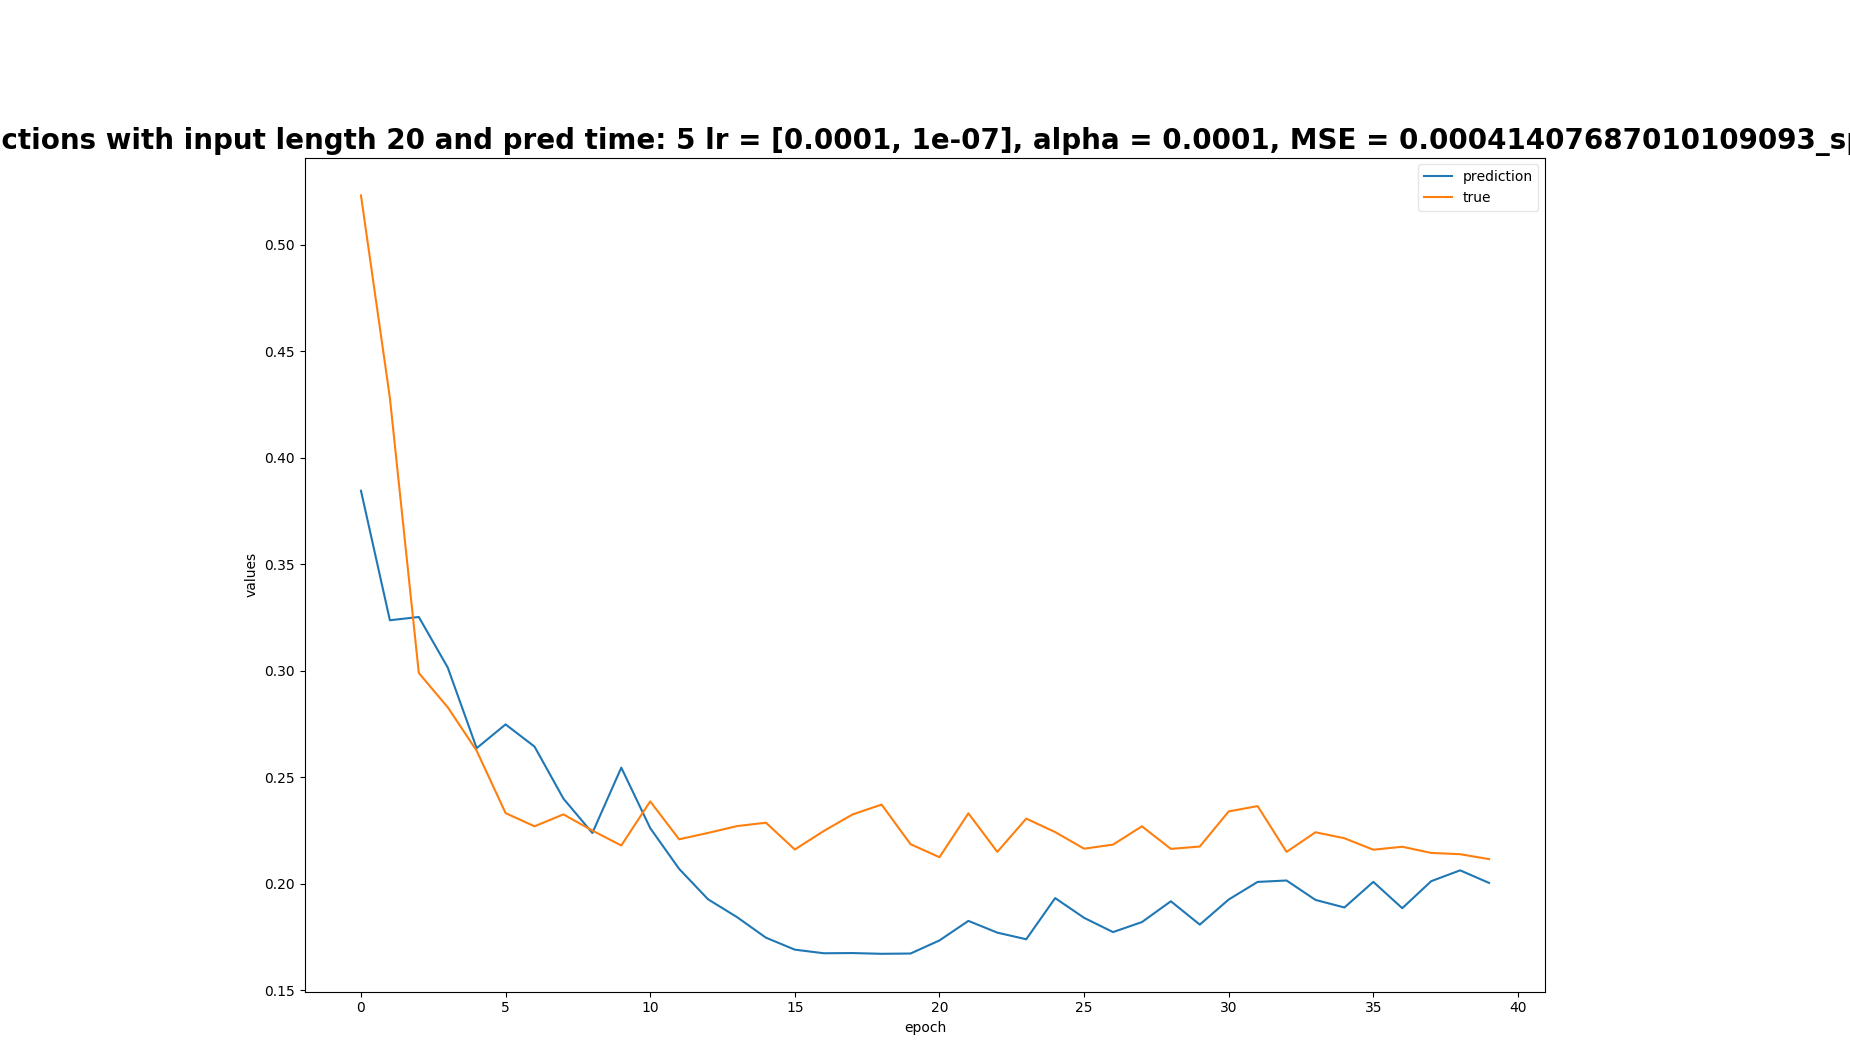 ctions with input length 20 and pred time: 5 lr = [0.0001, 1e-07], alpha = 0.0001, MSE = 0.00041407687010109093_sp
prediction
true
0.50
0.45
0.40
0.35
0.30
0.25
0.20
0.15
values
0 5 10 15 20 25 30 35 40
epoch